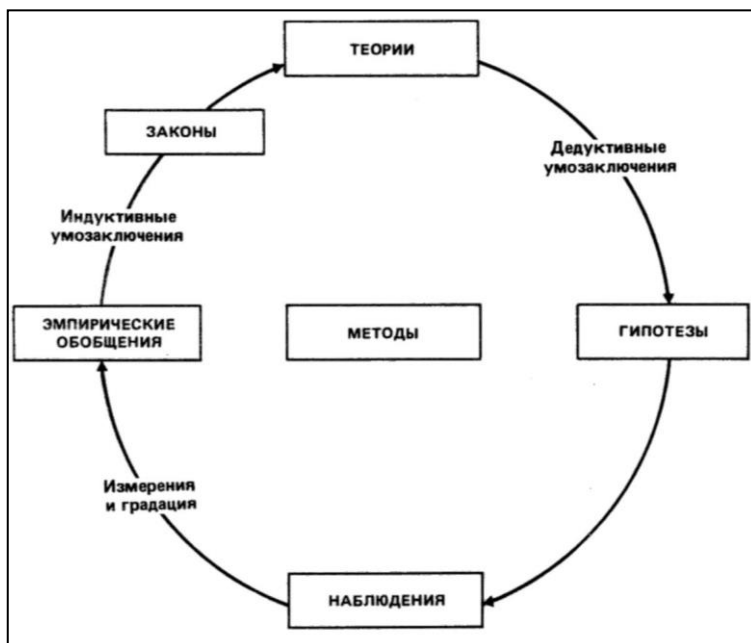 ТЕОРИИ
ЗАКОНЫ
Дедуктивные
умозаключения
Индуктивные
умозаключения
ЭМПИРИЧЕСКИЕ
ОБОБЩЕНИЯ
МЕТОДЫ
ГИПОТЕЗЫ
Измерения
и градация
НАБЛЮДЕНИЯ